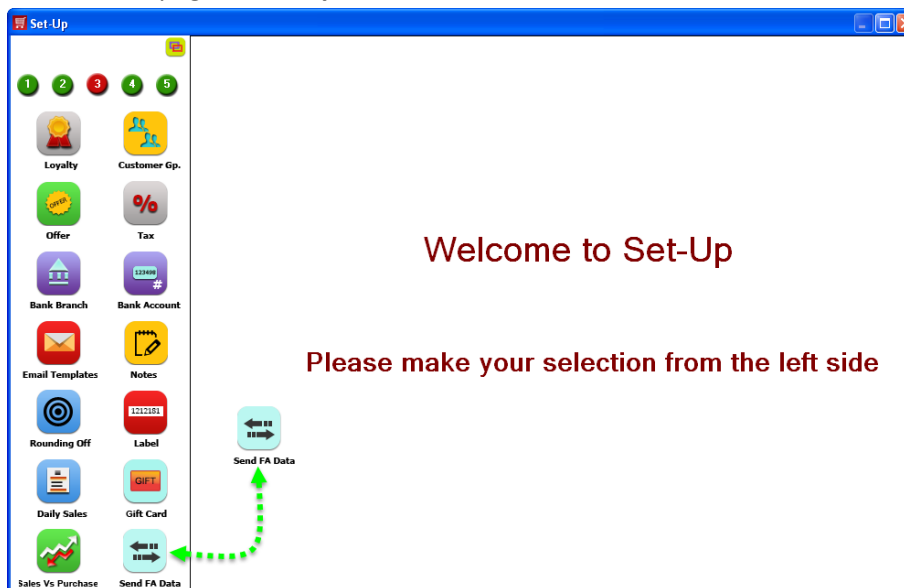 Set-Up
1 2 3 4 5
Loyalty Customer Gp.
OFFER %
Offer Tax
123498 #
Bank Branch Bank Account
Welcome to Set-Up
Email Templates Notes
Please make your selection from the left side
1212181
Rounding Off Label
Send FA Data
GIFT
Daily Sales Gift Card
Sales Vs Purchase Send FA Data